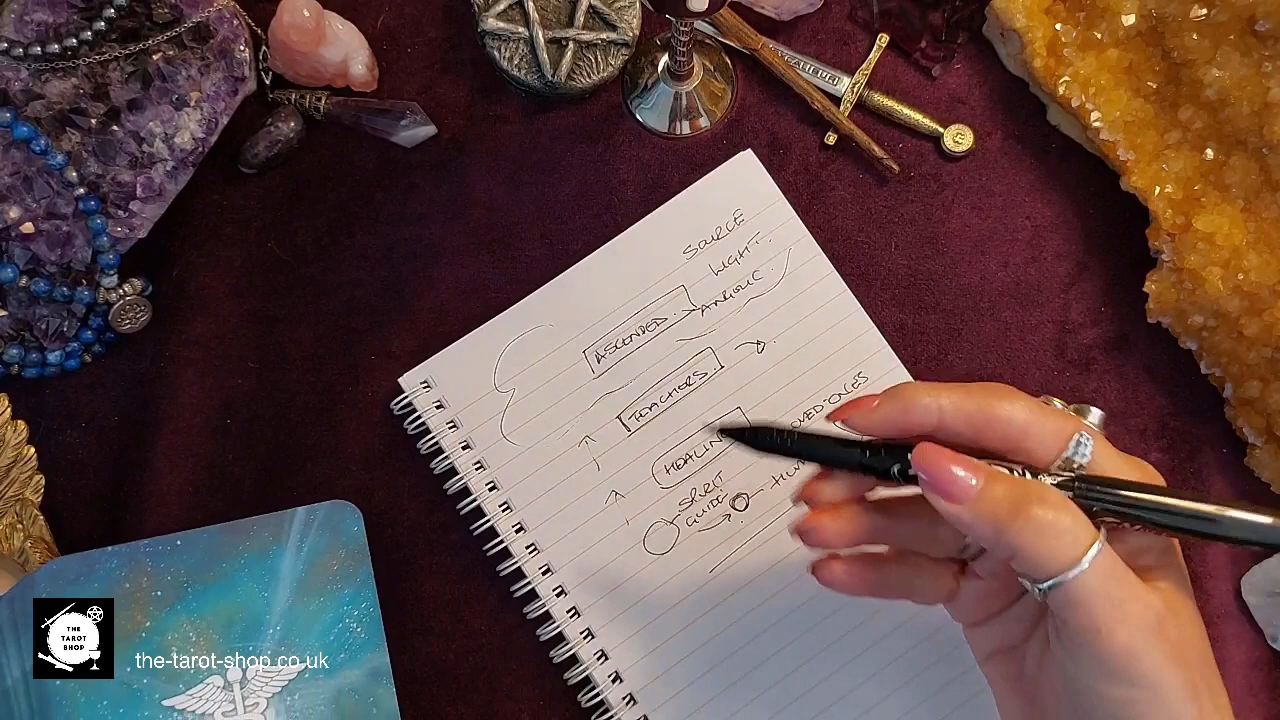 EXCALIBUR
SOURCE
LIGHT.
ANGELIC.
ASCENDED.
TEACHERS.
LOVED ONES
HEALING
SPIRIT
GUIDE
THE
TAROT
SHOP
the-tarot-shop.co.uk